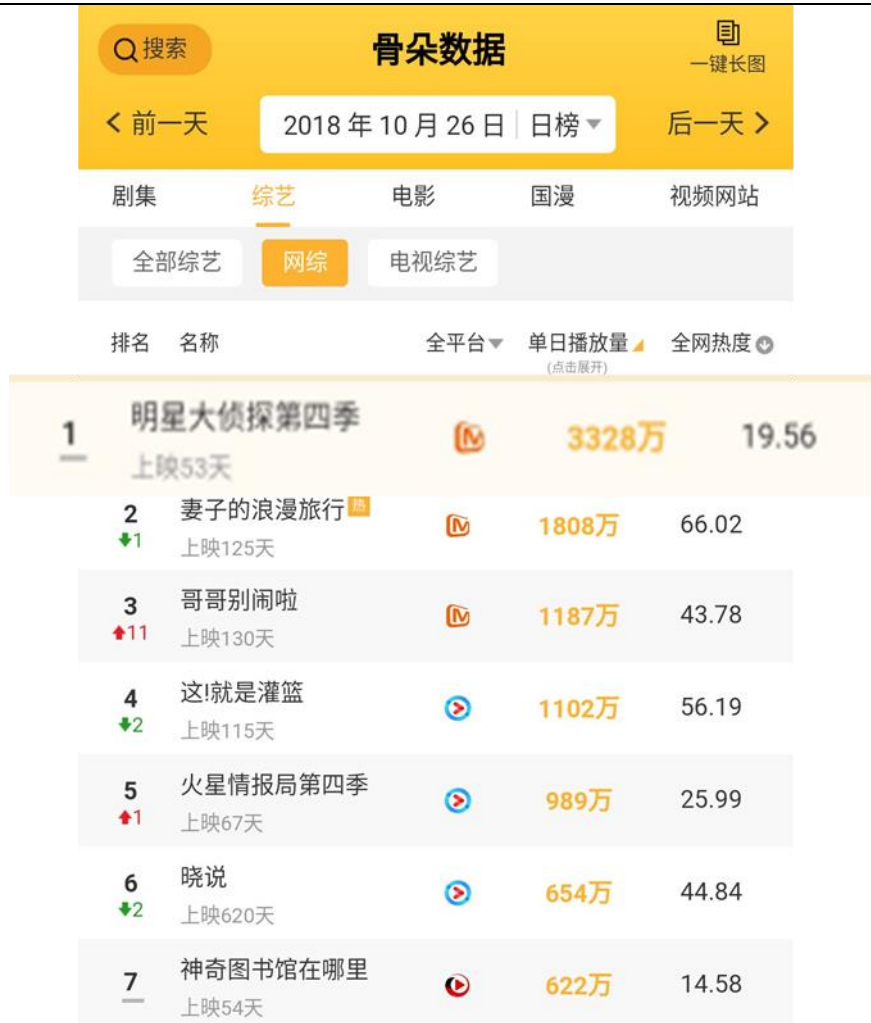 搜索 骨朵数据 一键长图
前一天 2018 年 10 月 26 日 日榜 后一天
剧集 综艺 电影 国漫 视频网站
全部综艺 网综 电视综艺
排名 名称 全平台 单日播放量 全网热度
(点击展开)
1 明星大侦探第四季 3328万 19.56
上映53天
2 妻子的浪漫旅行 热 1808万 66.02
1 上映125天
3 哥哥别闹啦 1187万 43.78
11 上映130天
4 这!就是灌篮 1102万 56.19
2 上映115天
5 火星情报局第四季 989万 25.99
1 上映67天
6 晓说 654万 44.84
2 上映620天
7 神奇图书馆在哪里 622万 14.58
上映54天